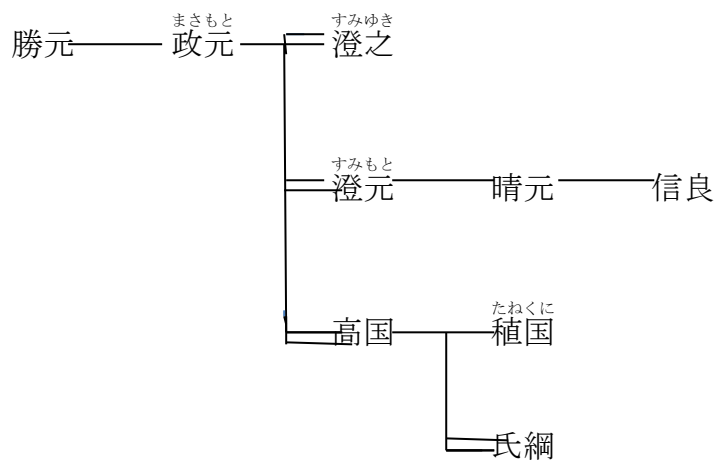 まさもと すみゆき
勝元 政元 澄之
すみもと
澄元 晴元 信良
たねくに
高国 稙国
氏綱